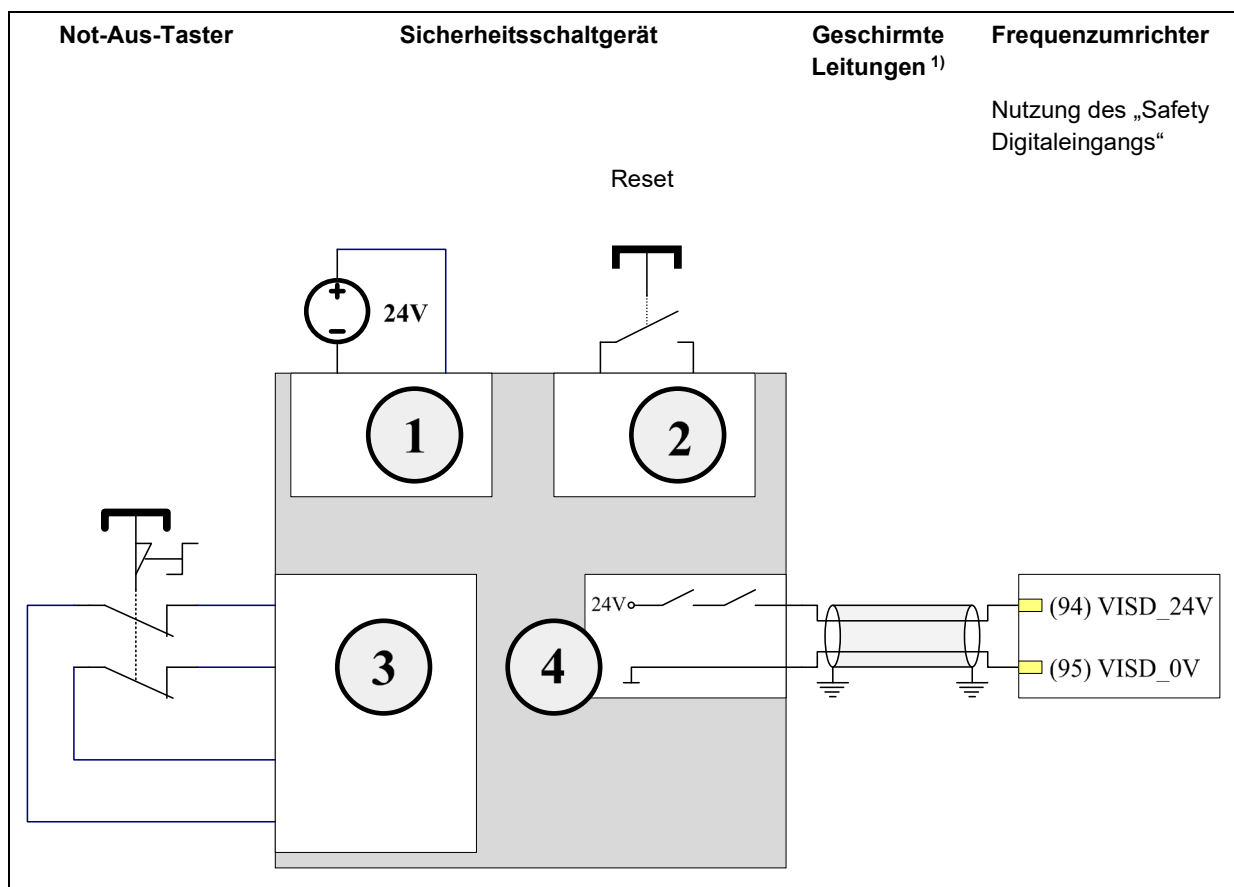 Not-Aus-Taster
Sicherheitsschaltgerät
Geschirmte
Leitungen 1)
Frequenzumrichter
Nutzung des „Safety
Digitaleingangs“
Reset
+
24V
–
1
2
3
4
24V
(94) VISD_24V
(95) VISD_0V